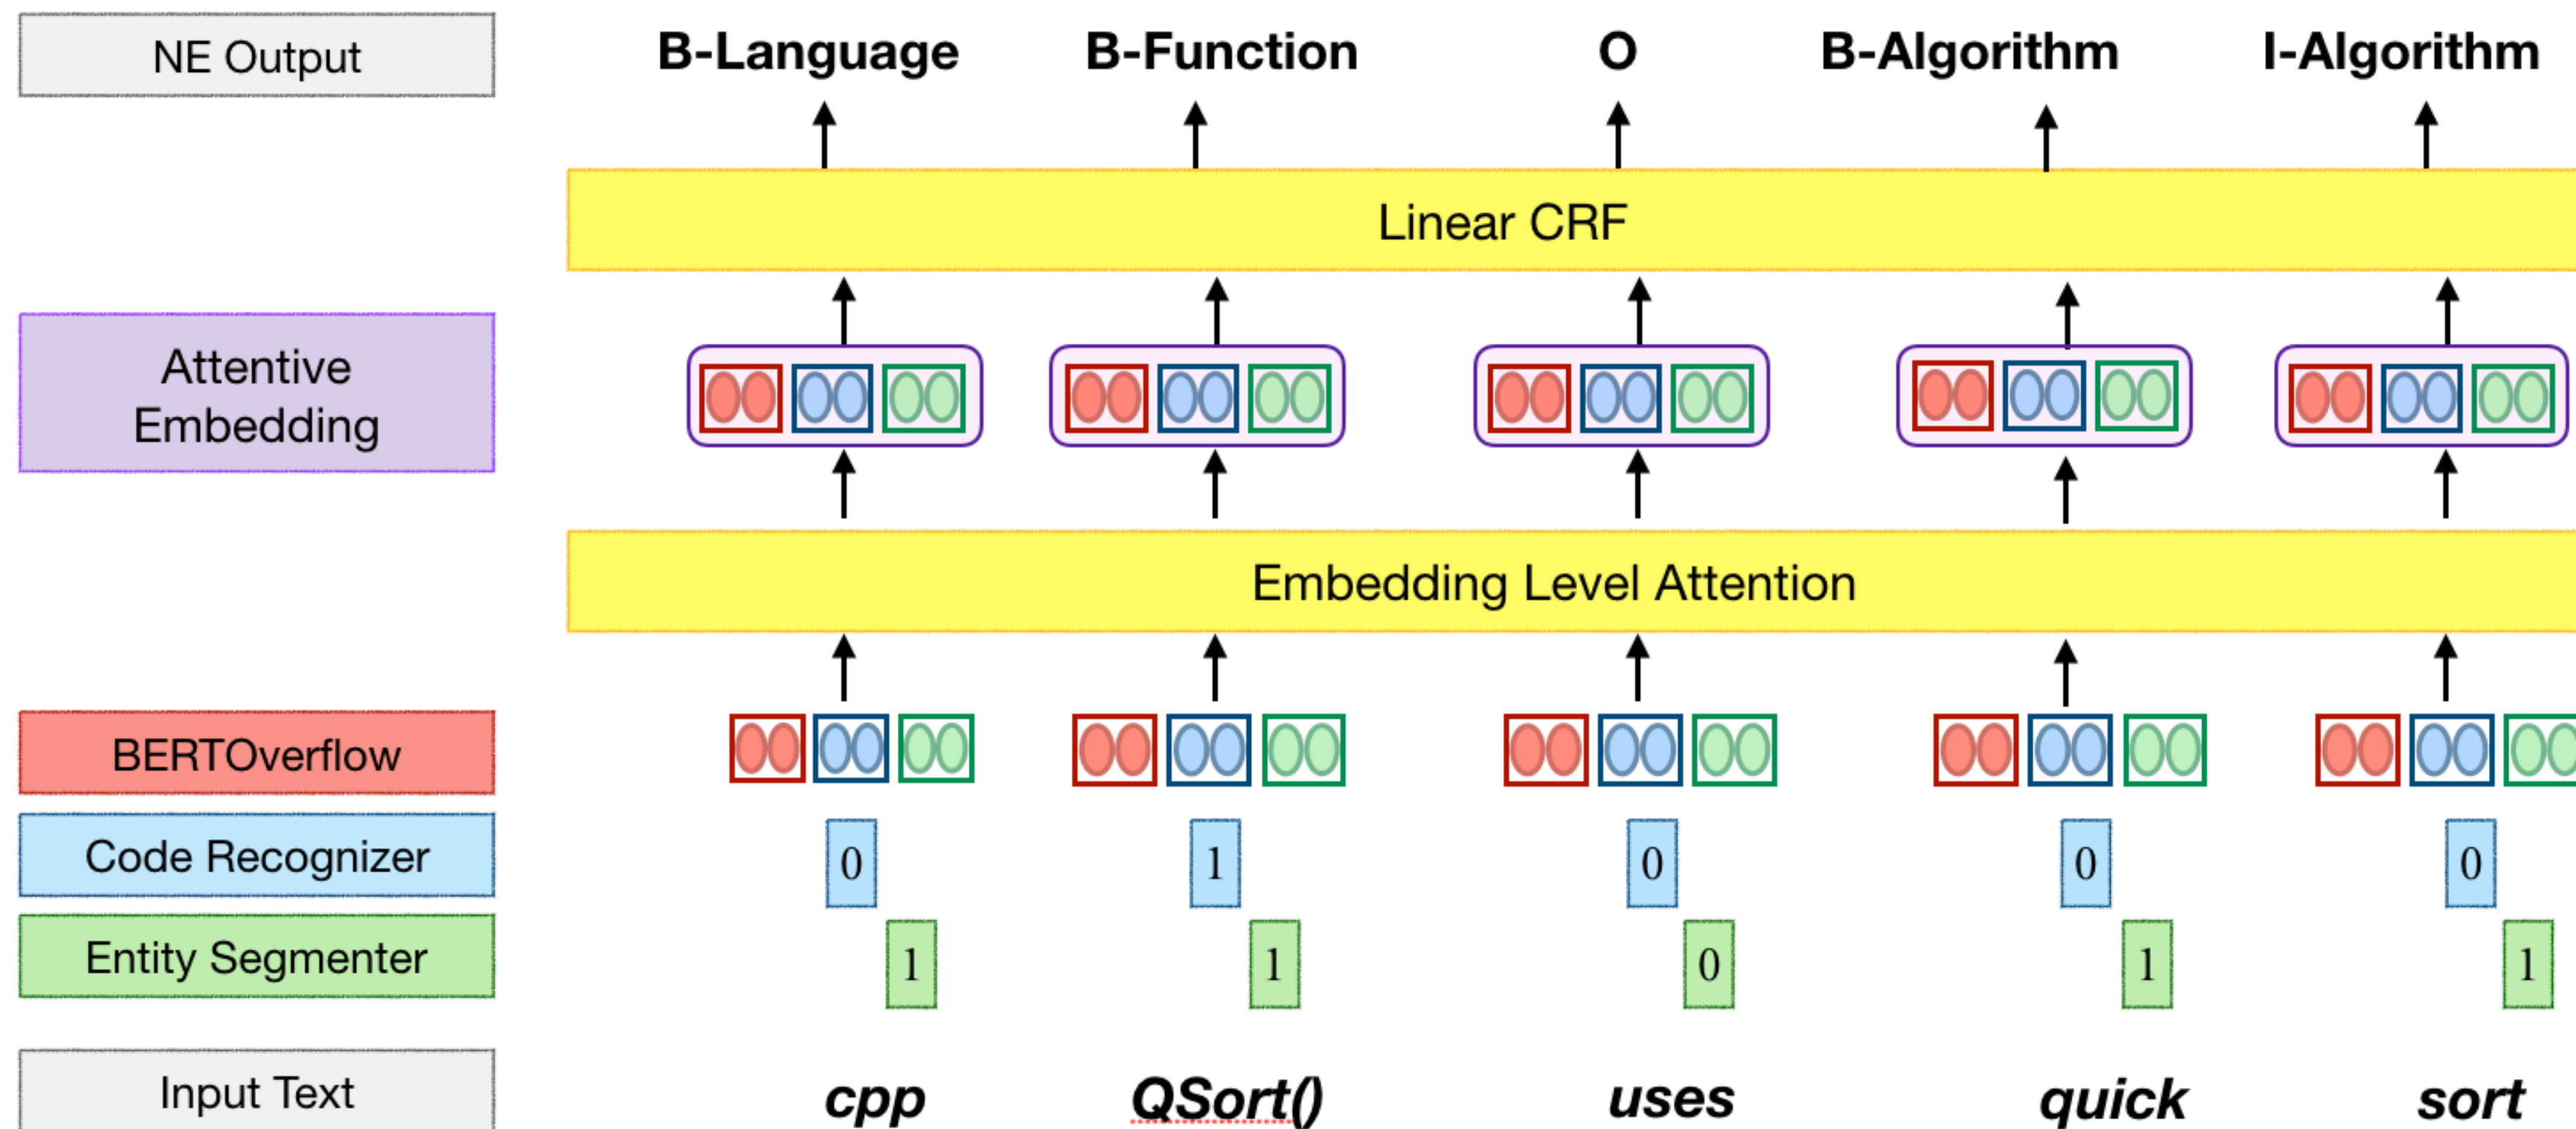 NE Output B-Language B-Function O B-Algorithm I-Algorithm
Linear CRF
Attentive
Embedding
Embedding Level Attention
BERTOverflow
Code Recognizer 0 1 0 0 0
Entity Segmenter 1 1 0 1 1
Input Text cpp QSort() uses quick sort